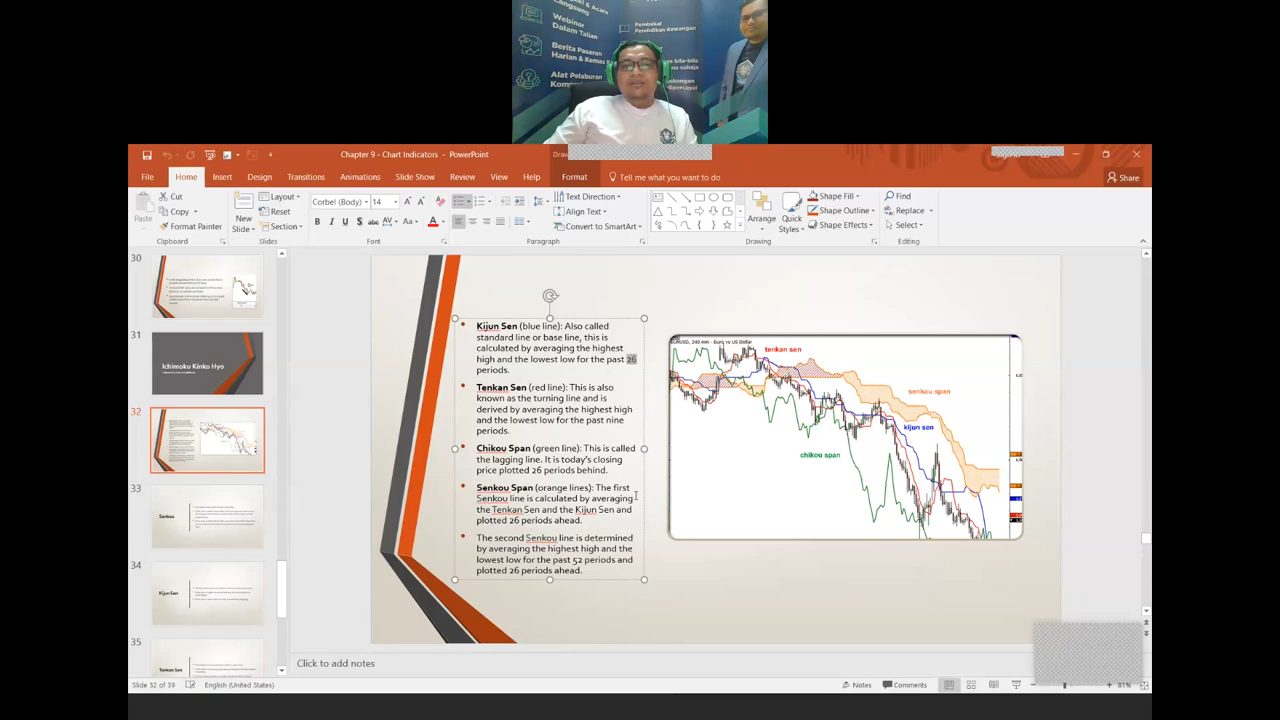 Langsung
Webinar
Dalam Talian
Berita Pasaran
Harian &
Alat Pelaburan
Pembekal
Pendidikan Kewangan
Chapter 9 - Chart Indicators - PowerPoint
File
Home
Insert
Design
Transitions
Animations
Slide Show
Review
View
Help
Format
Tell me what you want to do
Share
Paste
Cut
Copy
Format Painter
Clipboard
New
Slide
Layout
Reset
Section
Slides
Corbel (Body)
14
Font
Text Direction
Align Text
Convert to SmartArt
Paragraph
Arrange
Quick
Styles
Shape Fill
Shape Outline
Shape Effects
Drawing
Find
Replace
Select
Editing
30
31
Ichimoku Kinko Hyo
32
33
Senkou
34
Kijun Sen
35
Tenkan Sen
• Kijun Sen (blue line): Also called
standard line or base line, this is
calculated by averaging the highest
high and the lowest low for the past 26
periods.
• Tenkan Sen (red line): This is also
known as the turning line and is
derived by averaging the highest high
and the lowest low for the past nine
periods.
• Chikou Span (green line): This is called
the lagging line. It is today's closing
price plotted 26 periods behind.
• Senkou Span (orange lines): The first
Senkou line is calculated by averaging
the Tenkan Sen and the Kijun Sen and
plotted 26 periods ahead.
• The second Senkou line is determined
by averaging the highest high and the
lowest low for the past 52 periods and
plotted 26 periods ahead.
EURUSD, 240 min - Euro vs US Dollar
tenkan sen
senkou span
kijun sen
chikou span
Click to add notes
Slide 32 of 39
English (United States)
Notes
Comments
81%